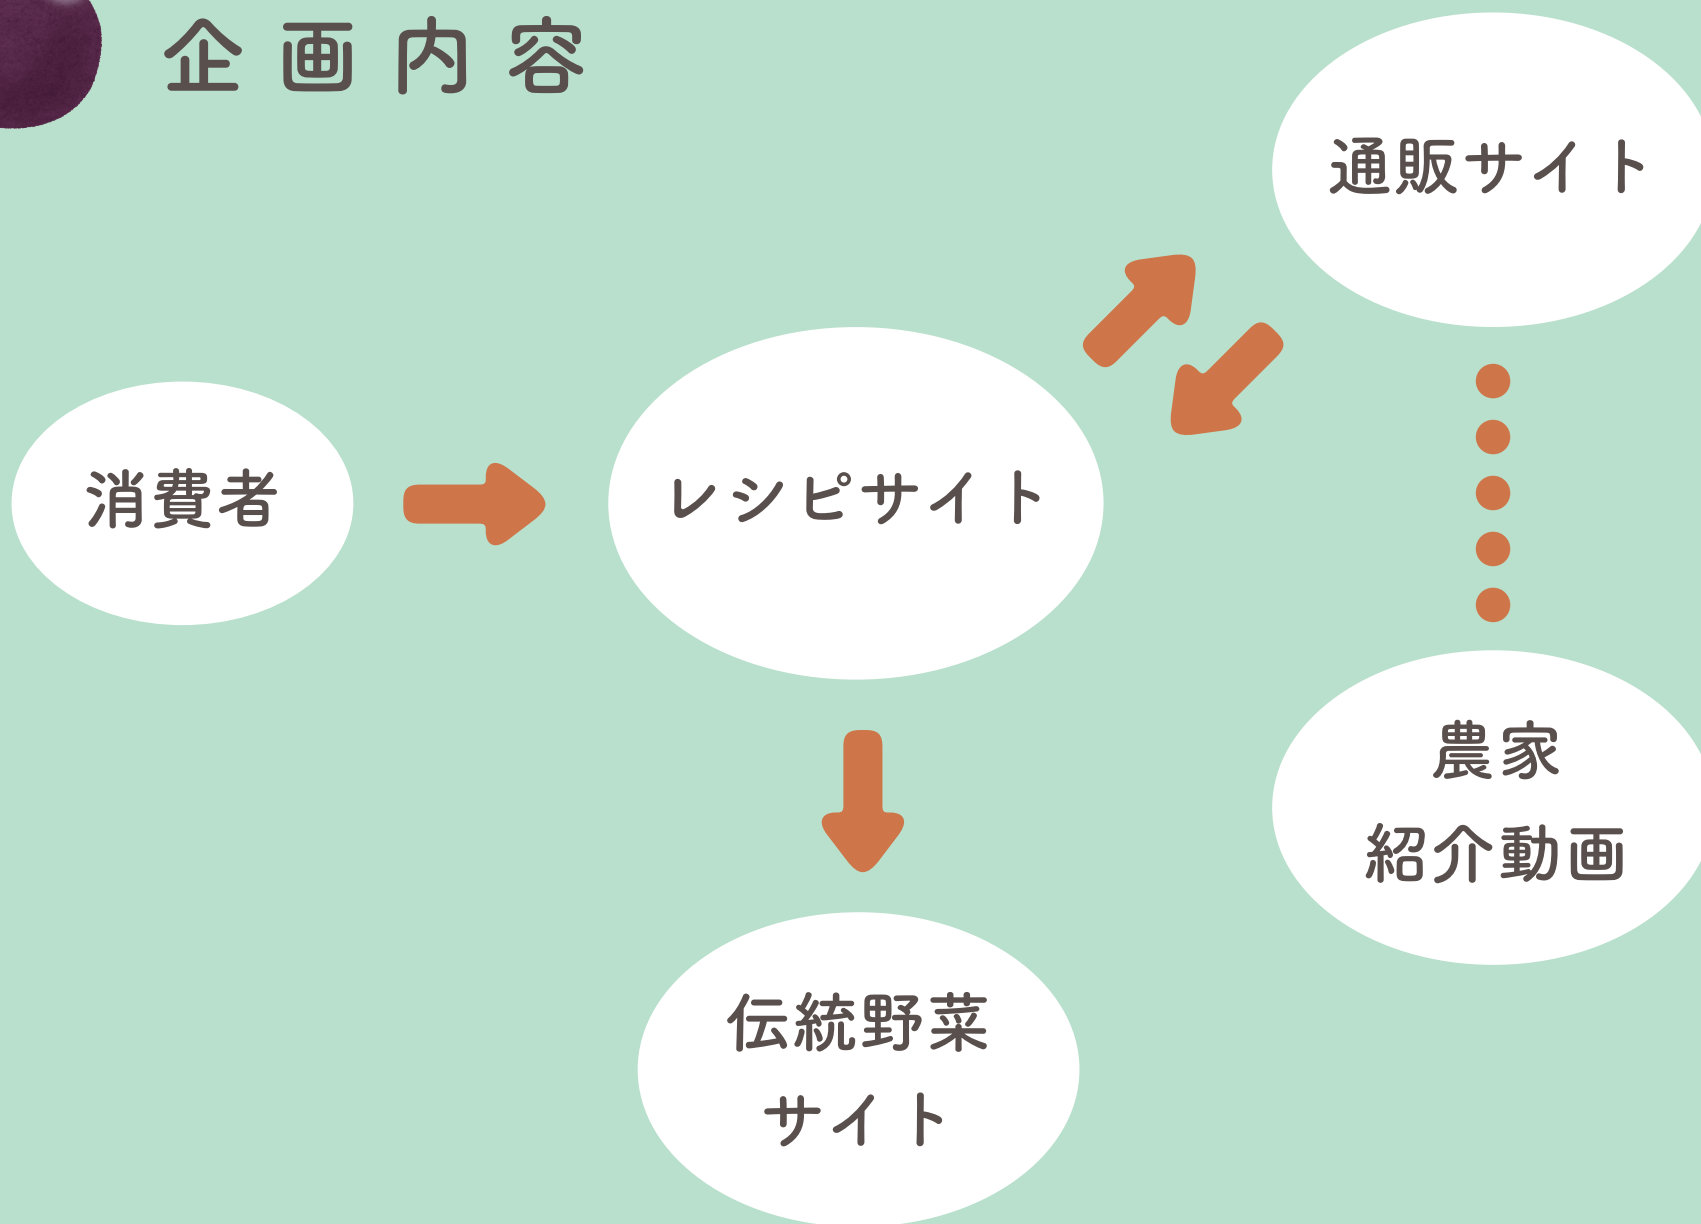 企画内容
通販サイト
消費者
レシピサイト
農家
紹介動画
伝統野菜
サイト